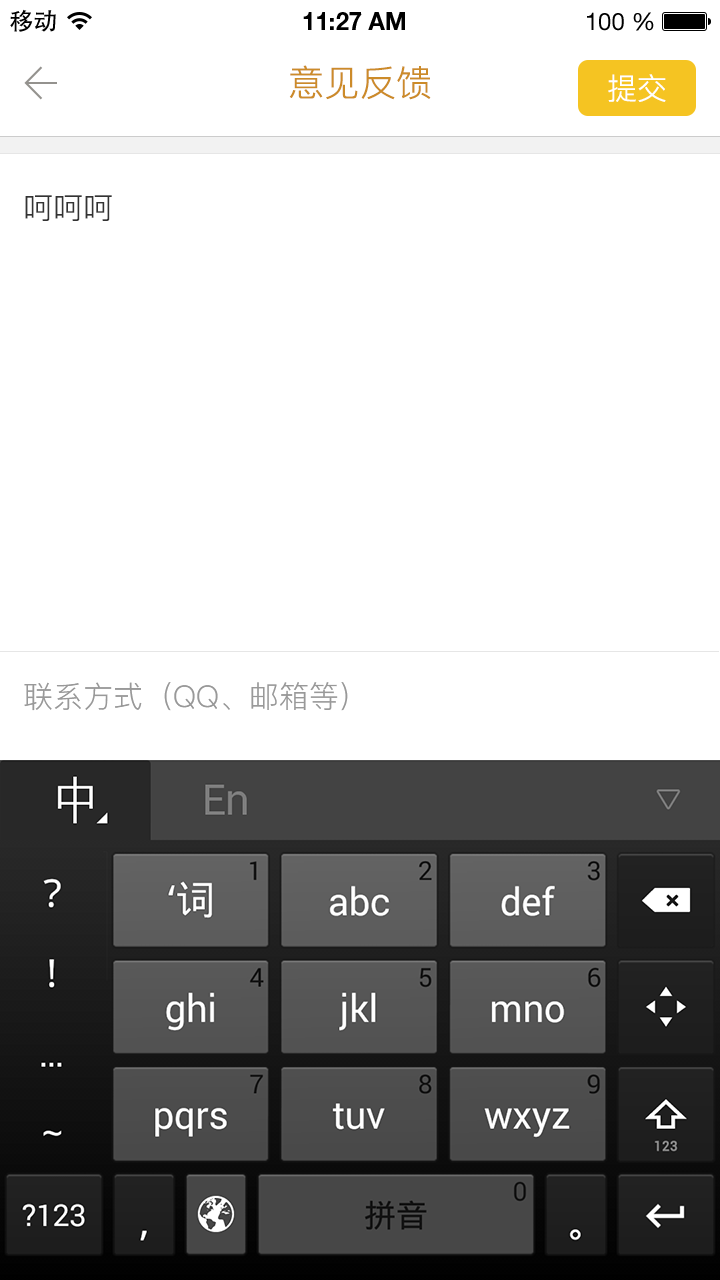 移动 11:27 AM 100 %
意见反馈 提交
呵呵呵
联系方式（QQ、邮箱等）
中 En
? ‘词 1 abc 2 def 3
! ghi 4 jkl 5 mno 6
... pqrs 7 tuv 8 wxyz 9
~ 123
?123 , 拼音 0 。